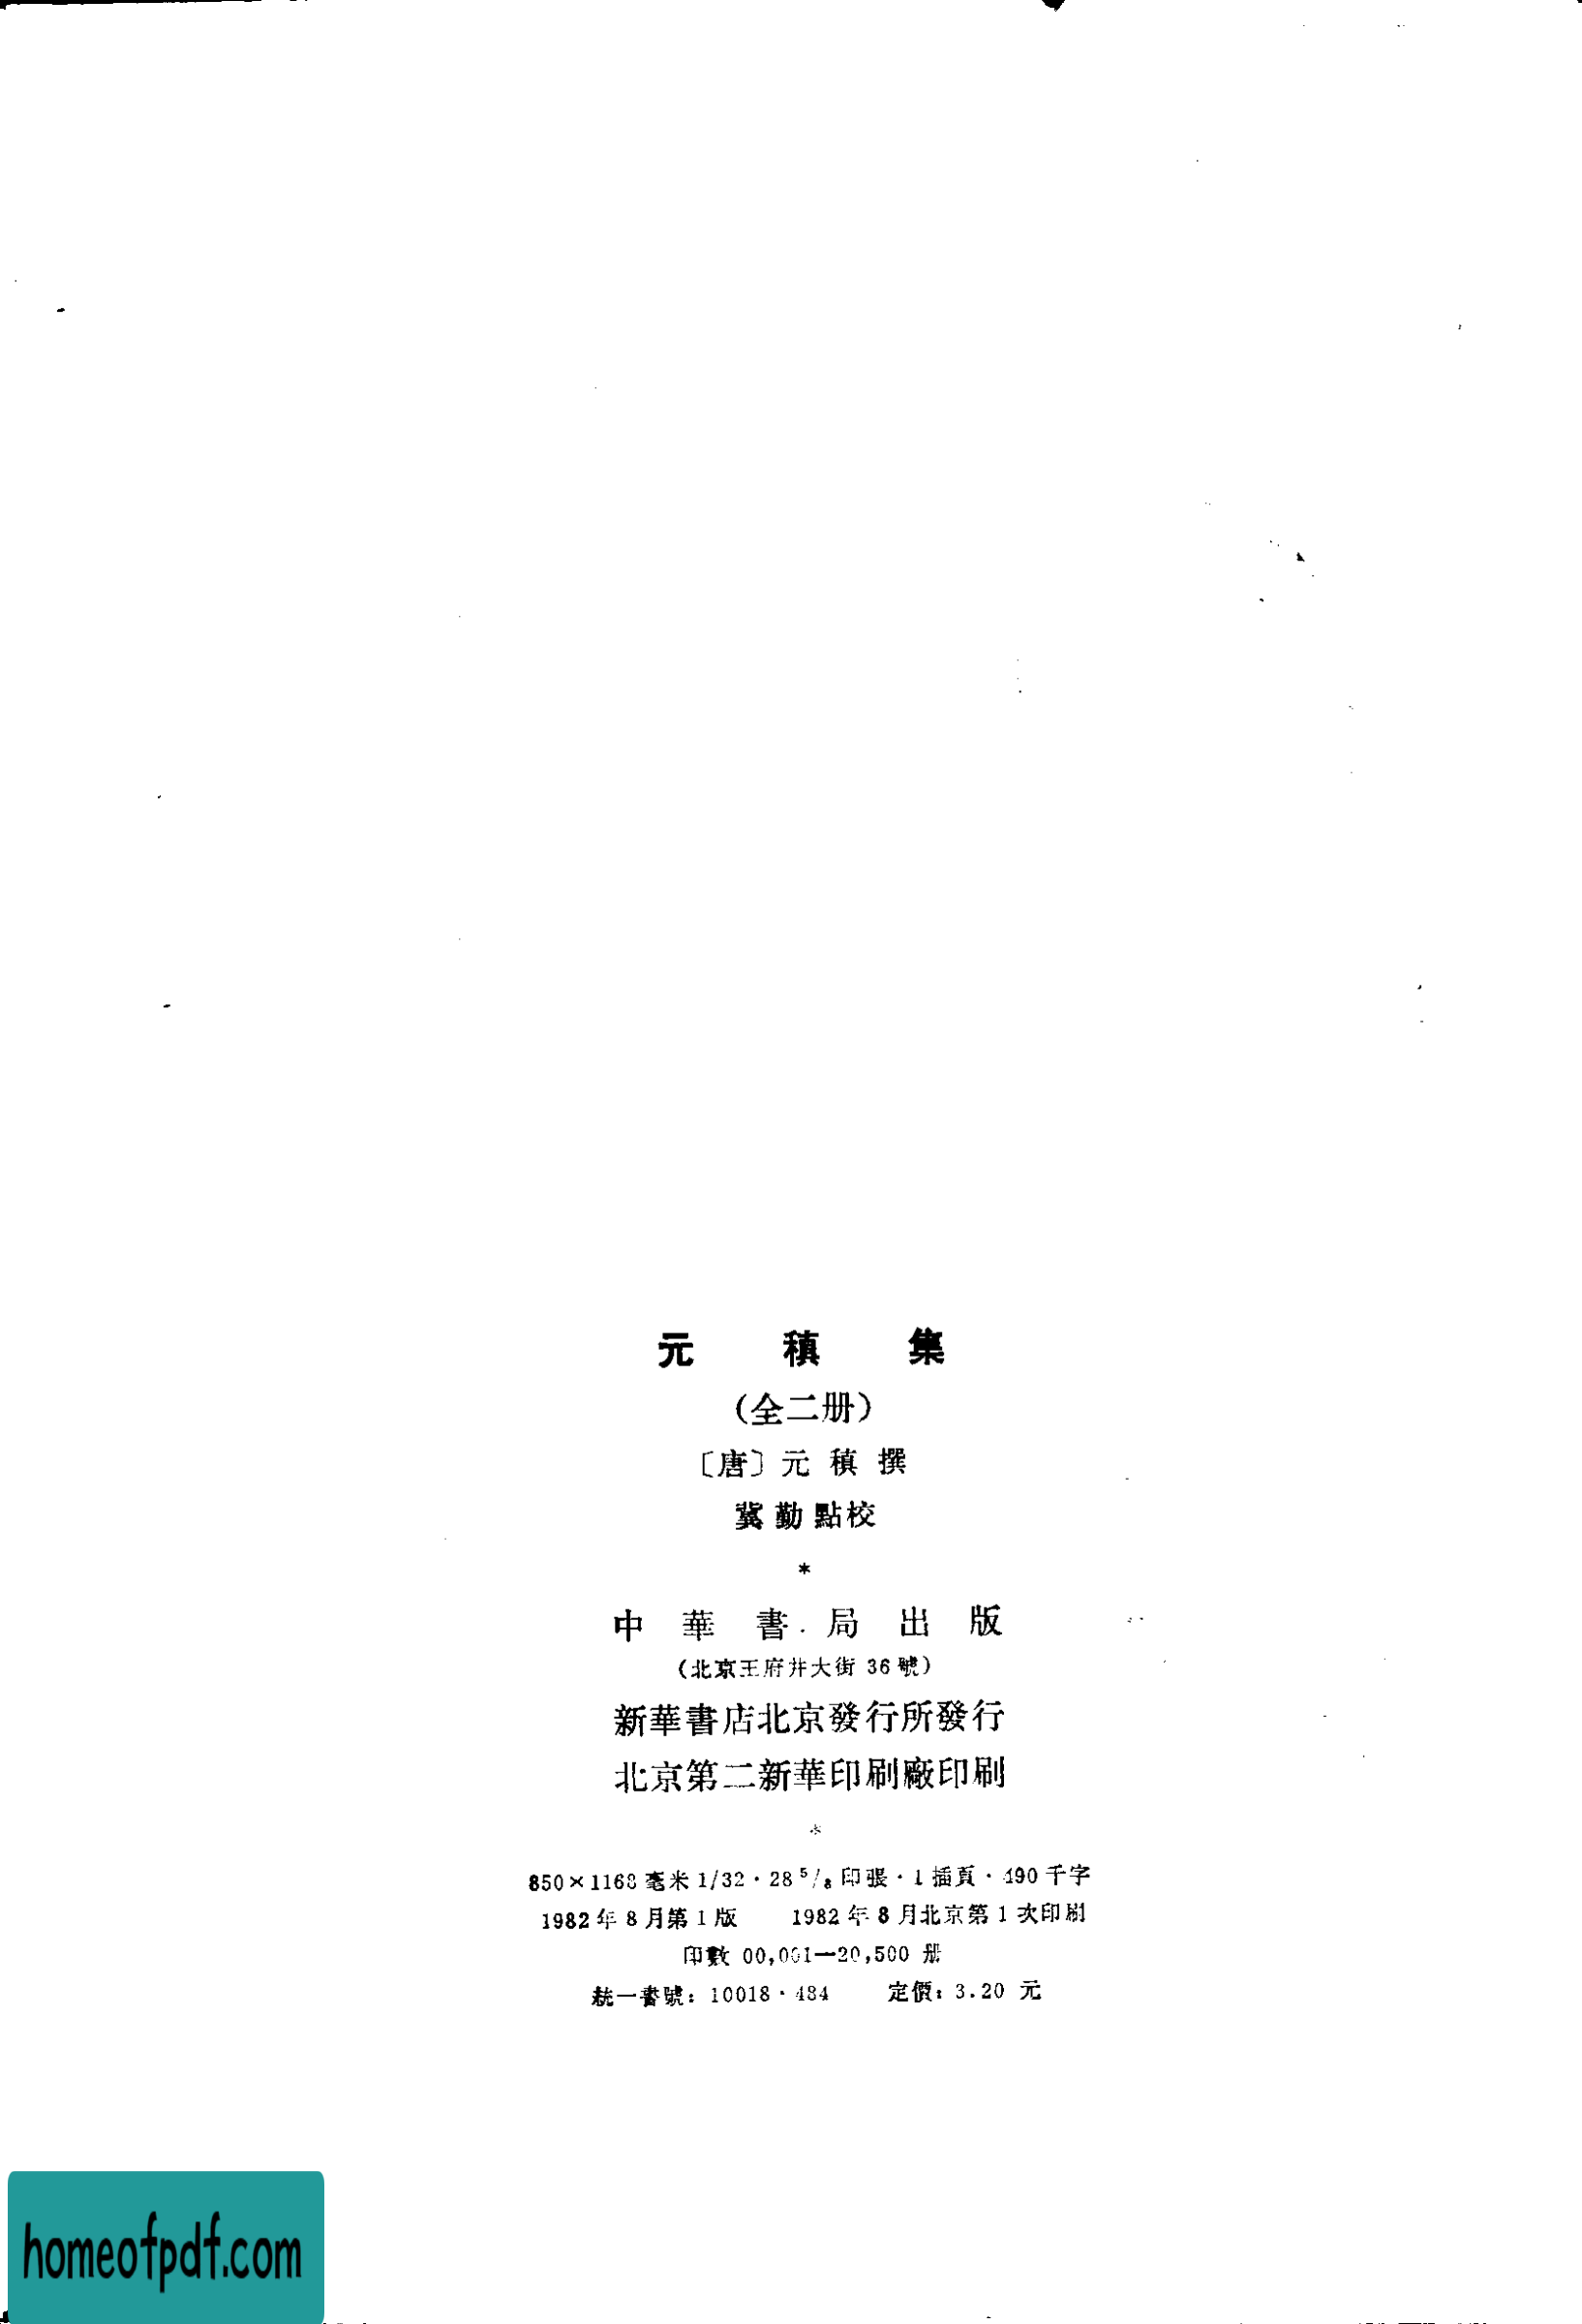 元稹集
(全二册)
〔唐〕元稹撰
冀勤點校
*
中華書局出版
(北京王府井大街 36 號)
新華書店北京發行所發行
北京第二新華印刷廠印刷
*
850×1168 毫米 1/32·28 5/8 印張·1 插頁·490 千字
1982 年 8 月第 1 版 1982 年 8 月北京第 1 次印刷
印數 00,001—20,500 册
統一書號：10018·484 定價：3.20 元
homeofpdf.com